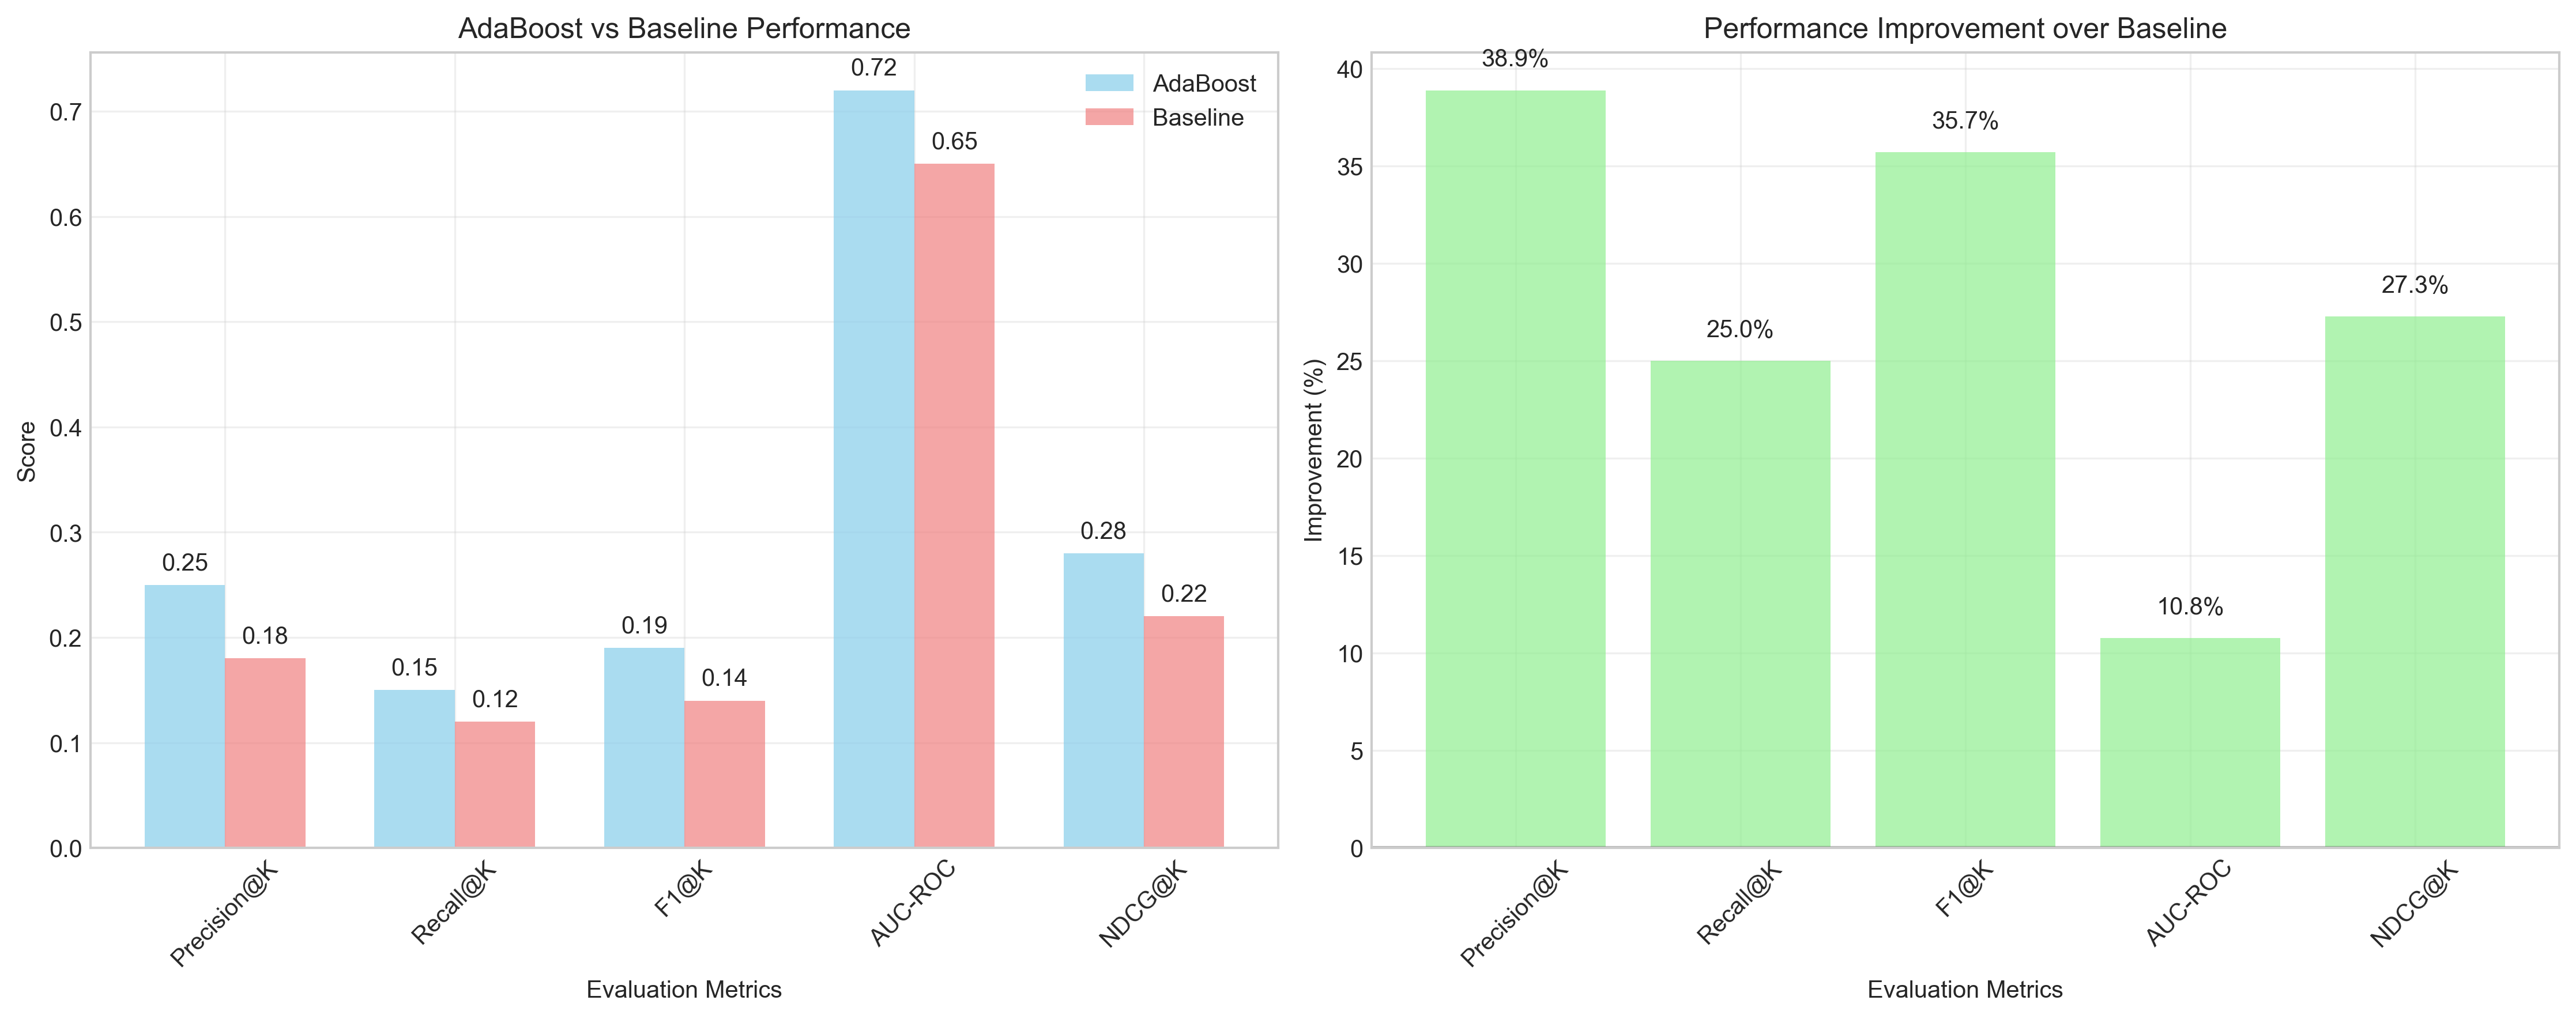 AdaBoost vs Baseline Performance
AdaBoost
Baseline
Score
0.7
0.6
0.5
0.4
0.3
0.2
0.1
0.0
0.25
0.18
0.15
0.12
0.19
0.14
0.72
0.65
0.28
0.22
Precision@K
Recall@K
F1@K
AUC-ROC
NDCG@K
Evaluation Metrics
Performance Improvement over Baseline
Improvement (%)
40
35
30
25
20
15
10
5
0
38.9%
25.0%
35.7%
10.8%
27.3%
Precision@K
Recall@K
F1@K
AUC-ROC
NDCG@K
Evaluation Metrics